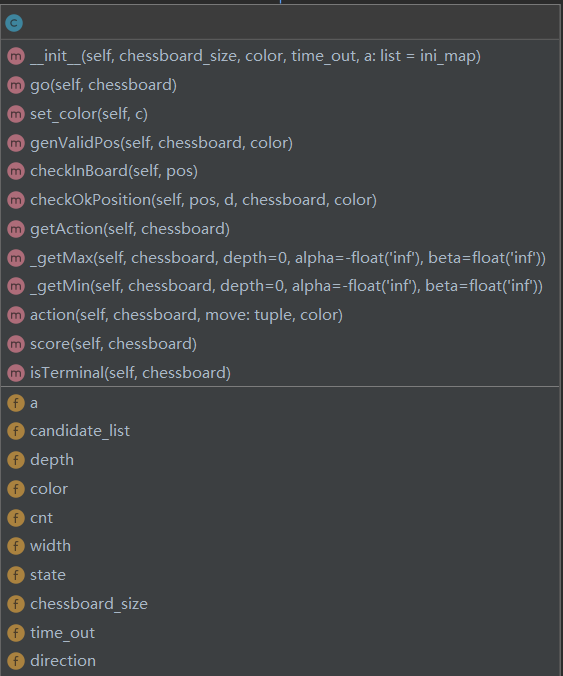 C
m __init__(self, chessboard_size, color, time_out, a: list = ini_map)
m go(self, chessboard)
m set_color(self, c)
m genValidPos(self, chessboard, color)
m checkInBoard(self, pos)
m checkOkPosition(self, pos, d, chessboard, color)
m getAction(self, chessboard)
m _getMax(self, chessboard, depth=0, alpha=-float('inf'), beta=float('inf'))
m _getMin(self, chessboard, depth=0, alpha=-float('inf'), beta=float('inf'))
m action(self, chessboard, move: tuple, color)
m score(self, chessboard)
m isTerminal(self, chessboard)
f a
f candidate_list
f depth
f color
f cnt
f width
f state
f chessboard_size
f time_out
f direction